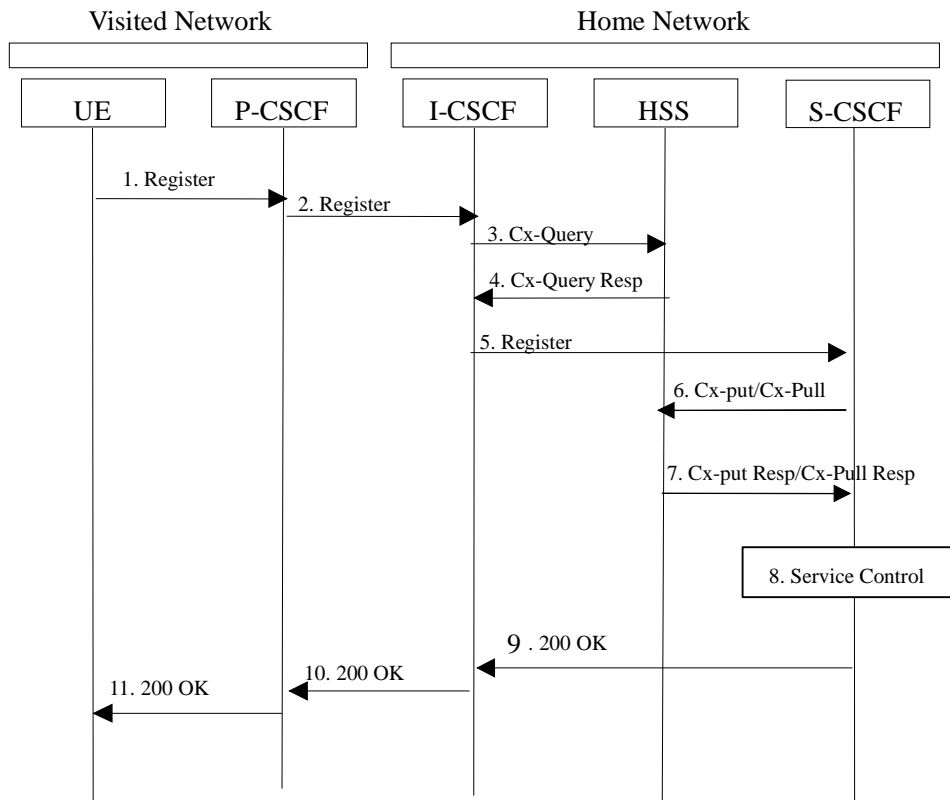 Visited Network
Home Network
UE
P-CSCF
I-CSCF
HSS
S-CSCF
1. Register
2. Register
3. Cx-Query
4. Cx-Query Resp
5. Register
6. Cx-put/Cx-Pull
7. Cx-put Resp/Cx-Pull Resp
8. Service Control
9 . 200 OK
10. 200 OK
11. 200 OK